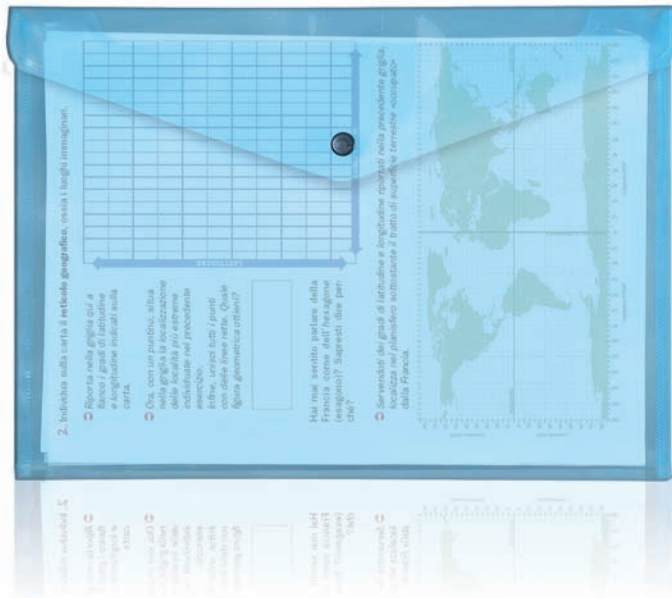 2. Individua sulla carta il reticolo geografico, ossia i luoghi immaginari.
Riporta nella griglia qui a
fianco i gradi di latitudine
e longitudine indicati sulla
carta.
Ora, con un puntino, situa
nella griglia la localizzazione
delle località più estreme
individuate nel precedente
esercizio.
Infine, unisci tutti i punti
con delle linee rette. Quale
figura geometrica ottieni?
LATITUDINE
Hai mai sentito parlare della
Francia come dell'hexagone
(esagono)? Sapresti dire per-
ché?
Servendoti dei gradi di latitudine e longitudine riportati nella precedente griglia,
localizza nel planisfero sottostante il tratto di superficie terrestre «occupato»
dalla Francia.